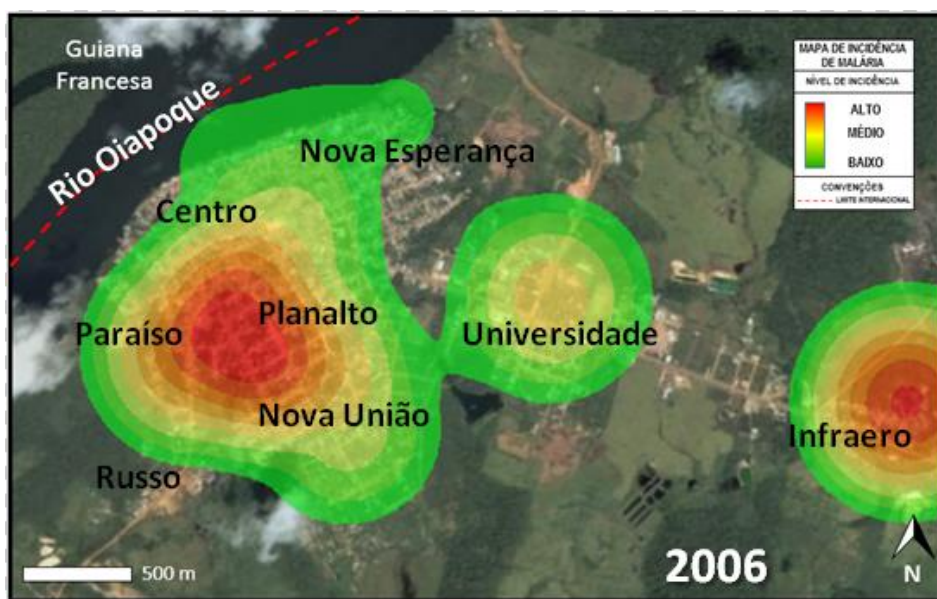 Guiana
Francesa
Rio Oiapoque
MAPA DE INCIDÊNCIA
DE MALÁRIA
NÍVEL DE INCIDÊNCIA
ALTO
MÉDIO
BAIXO
CONVENÇÕES
LIMITE INTERNACIONAL
Nova Esperança
Centro
Planalto
Paraíso
Universidade
Nova União
Infraero
Russo
500 m
2006
N